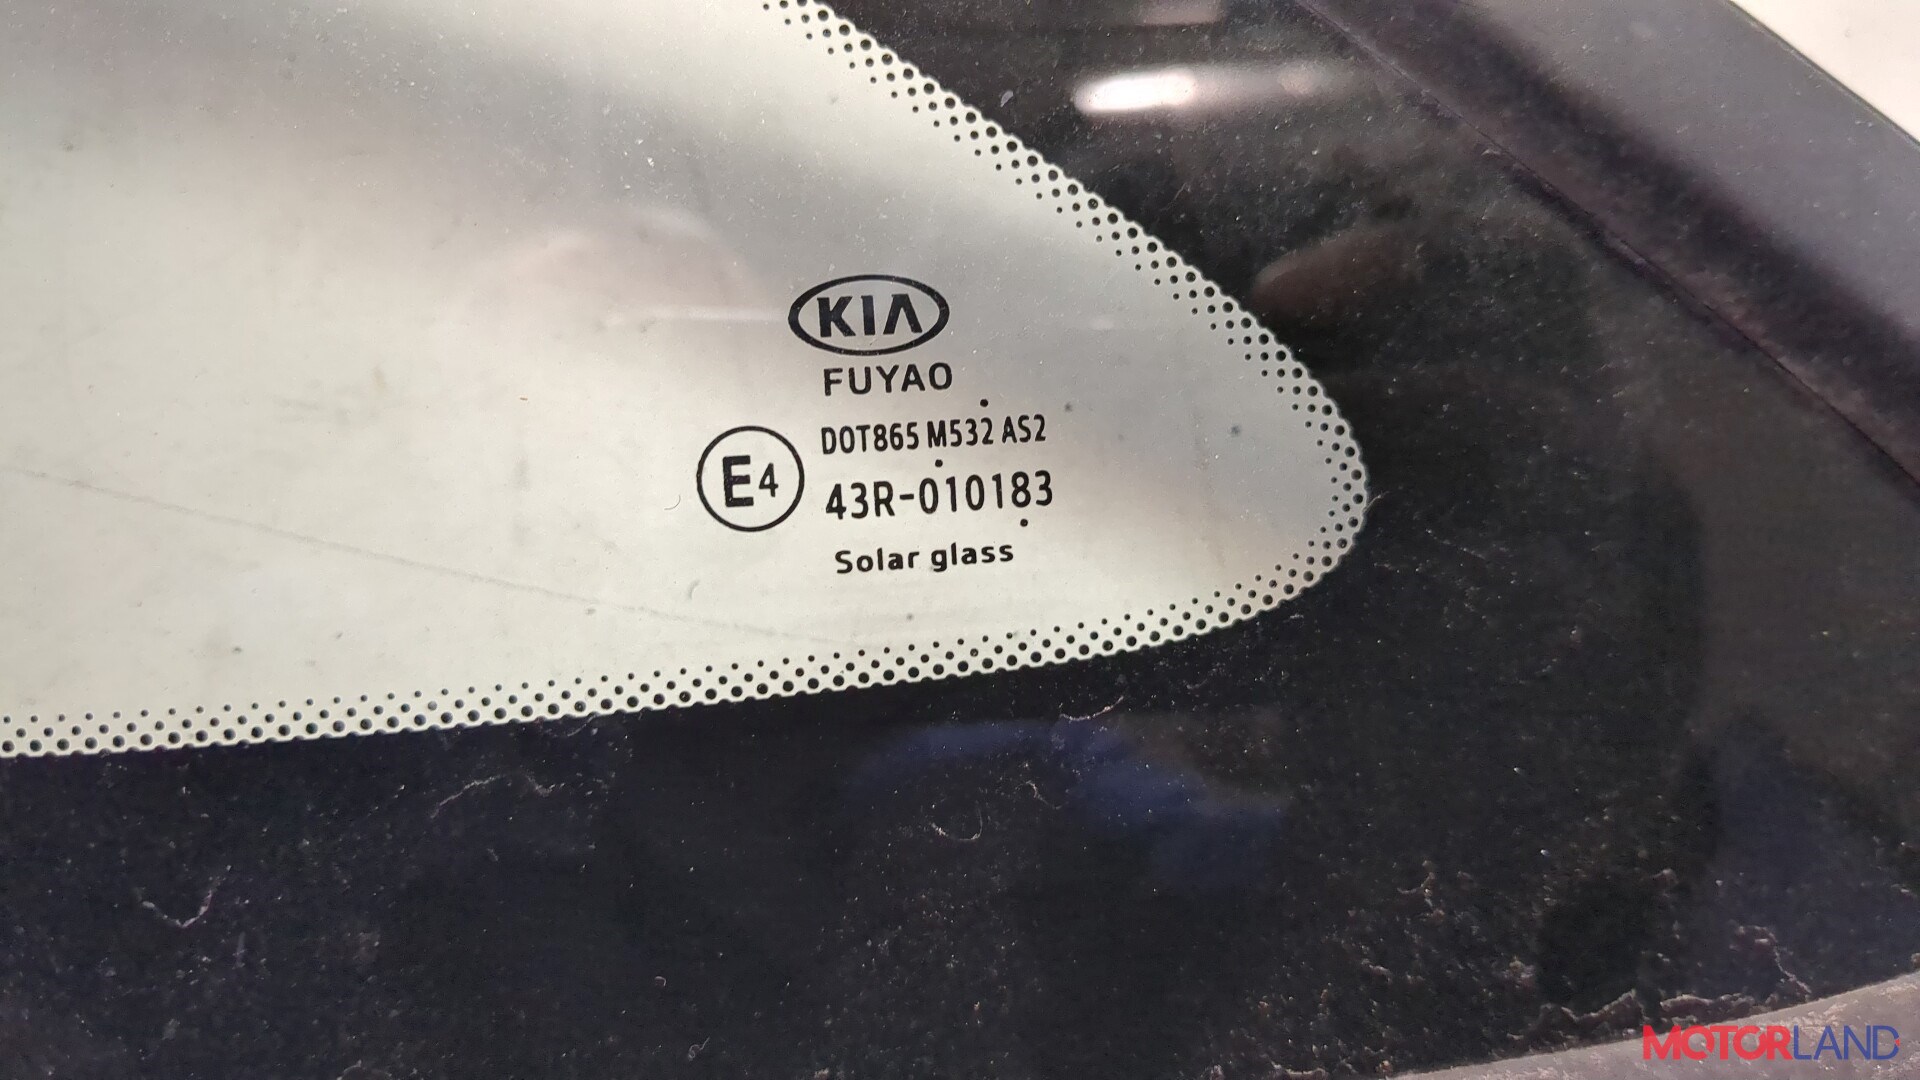 KIA
FUYAO
DOT865 M532 AS2
E4
43R-010183
Solar glass
MOTORLAND